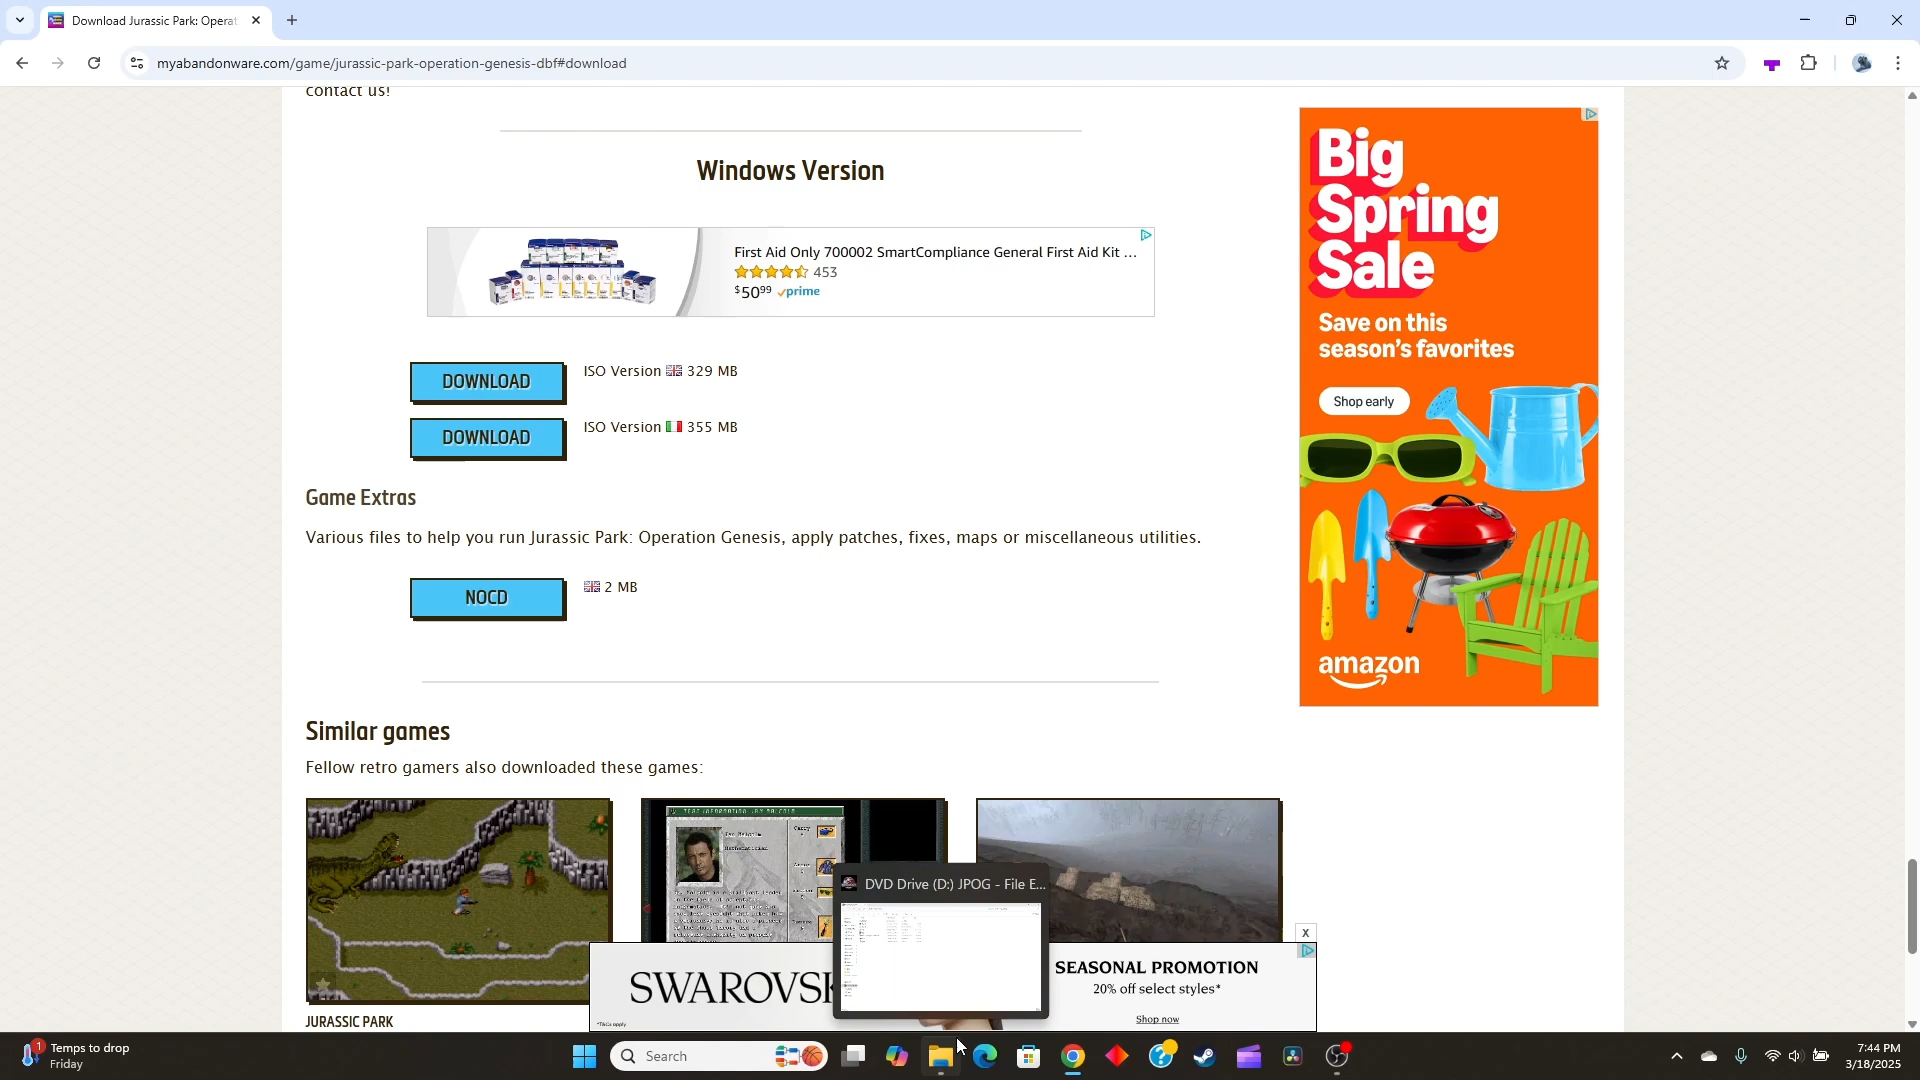 Download Jurassic Park: Operat
myabandonware.com/game/jurassic-park-operation-genesis-dbf#download
contact us!
Windows Version
First Aid Only 700002 SmartCompliance General First Aid Kit ...
453
$50⁹⁹ prime
DOWNLOAD
ISO Version 329 MB
DOWNLOAD
ISO Version 355 MB
Game Extras
Various files to help you run Jurassic Park: Operation Genesis, apply patches, fixes, maps or miscellaneous utilities.
NOCD
2 MB
Similar games
Fellow retro gamers also downloaded these games:
Big
Spring
Sale
Save on this
season's favorites
Shop early
amazon
JURASSIC PARK
DVD Drive (D:) JPOG - File E...
X
SWAROVSK
*T&Cs apply
SEASONAL PROMOTION
20% off select styles*
Shop now
1
Temps to drop
Friday
Search
7:44 PM
3/18/2025